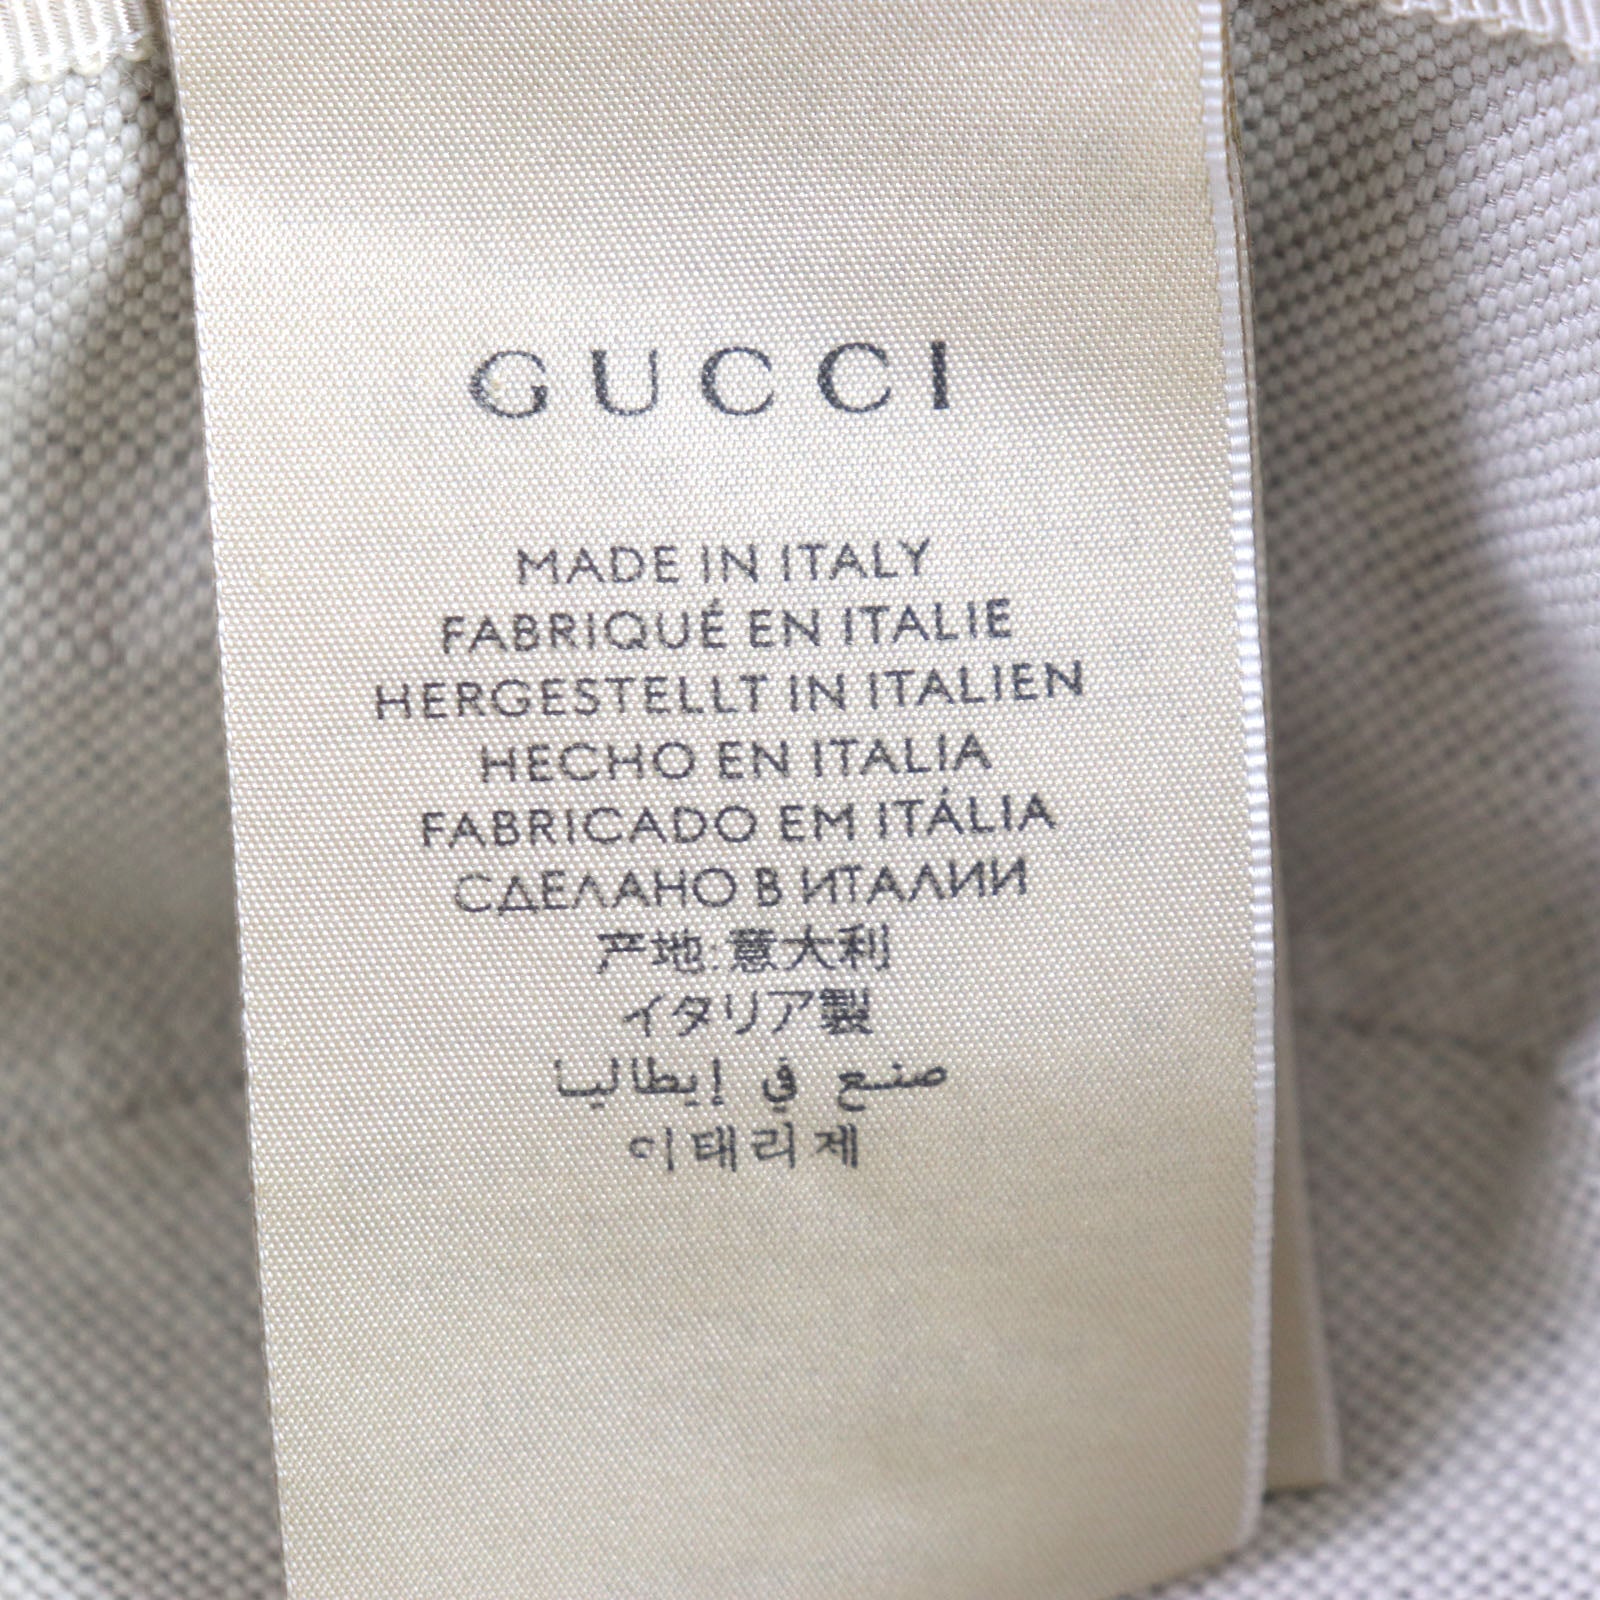 GUCCI
MADE IN ITALY
FABRIQUÉ EN ITALIE
HERGESTELLT IN ITALIEN
HECHO EN ITALIA
FABRICADO EM ITÁLIA
СДЕЛАНО В ИТАЛИИ
产地:意大利
イタリア製
صنع في إيطاليا
이태리제